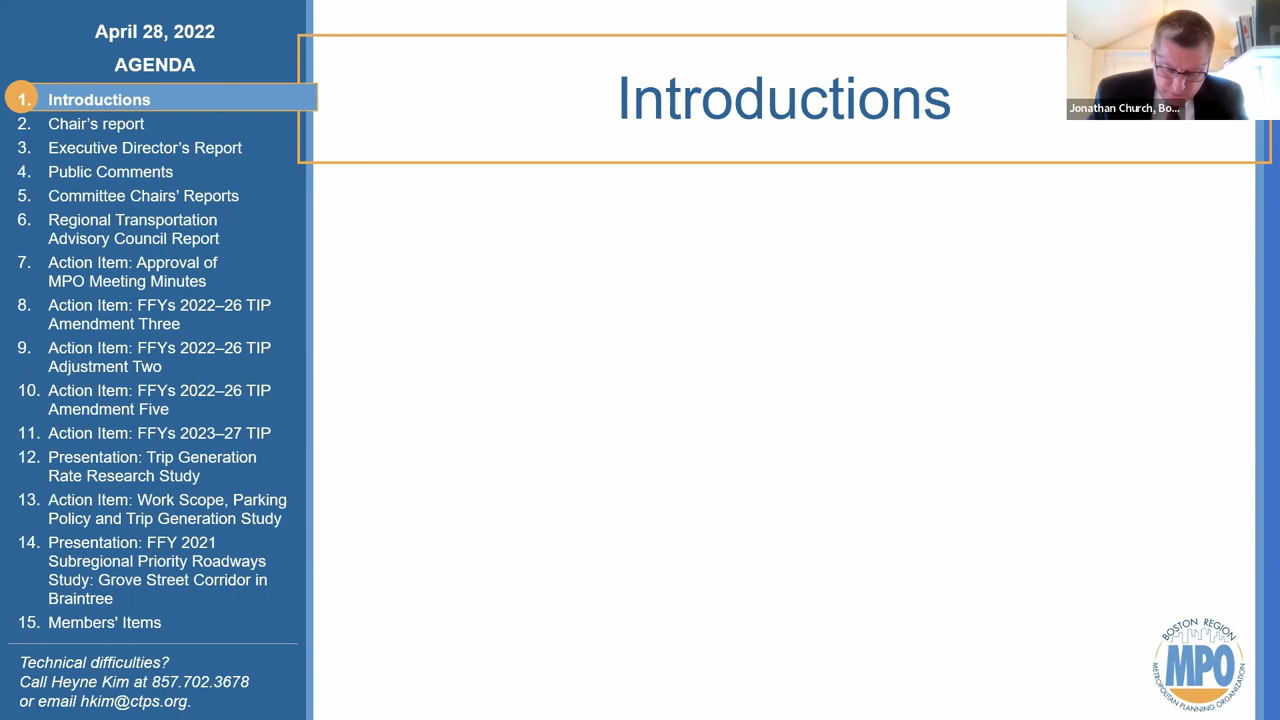 April 28, 2022
AGENDA
1. Introductions
2. Chair's report
3. Executive Director's Report
4. Public Comments
5. Committee Chairs' Reports
6. Regional Transportation
Advisory Council Report
7. Action Item: Approval of
MPO Meeting Minutes
8. Action Item: FFYs 2022–26 TIP
Amendment Three
9. Action Item: FFYs 2022–26 TIP
Adjustment Two
10. Action Item: FFYs 2022–26 TIP
Amendment Five
11. Action Item: FFYs 2023–27 TIP
12. Presentation: Trip Generation
Rate Research Study
13. Action Item: Work Scope, Parking
Policy and Trip Generation Study
14. Presentation: FFY 2021
Subregional Priority Roadways
Study: Grove Street Corridor in
Braintree
15. Members' Items
Technical difficulties?
Call Heyne Kim at 857.702.3678
or email hkim@ctps.org.
Introductions
Jonathan Church, Bo...
BOSTON REGION
MPO
METROPOLITAN PLANNING ORGANIZATION